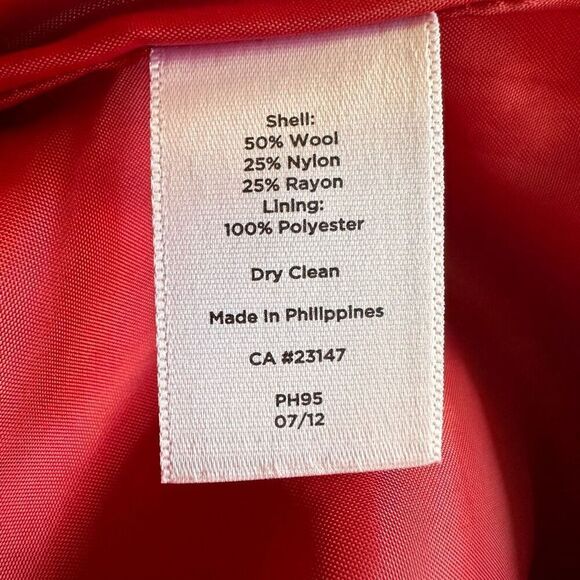 Shell:
50% Wool
25% Nylon
25% Rayon
Lining:
100% Polyester
Dry Clean
Made In Philippines
CA #23147
PH95
07/12